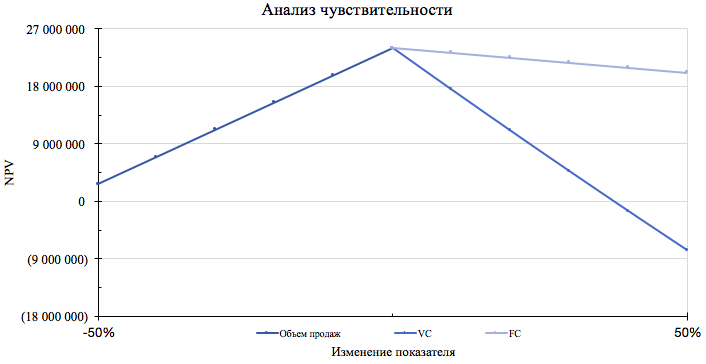 Анализ чувствительности
27 000 000
18 000 000
9 000 000
0
(9 000 000)
(18 000 000)
NPV
-50%
50%
Объем продаж
VC
FC
Изменение показателя